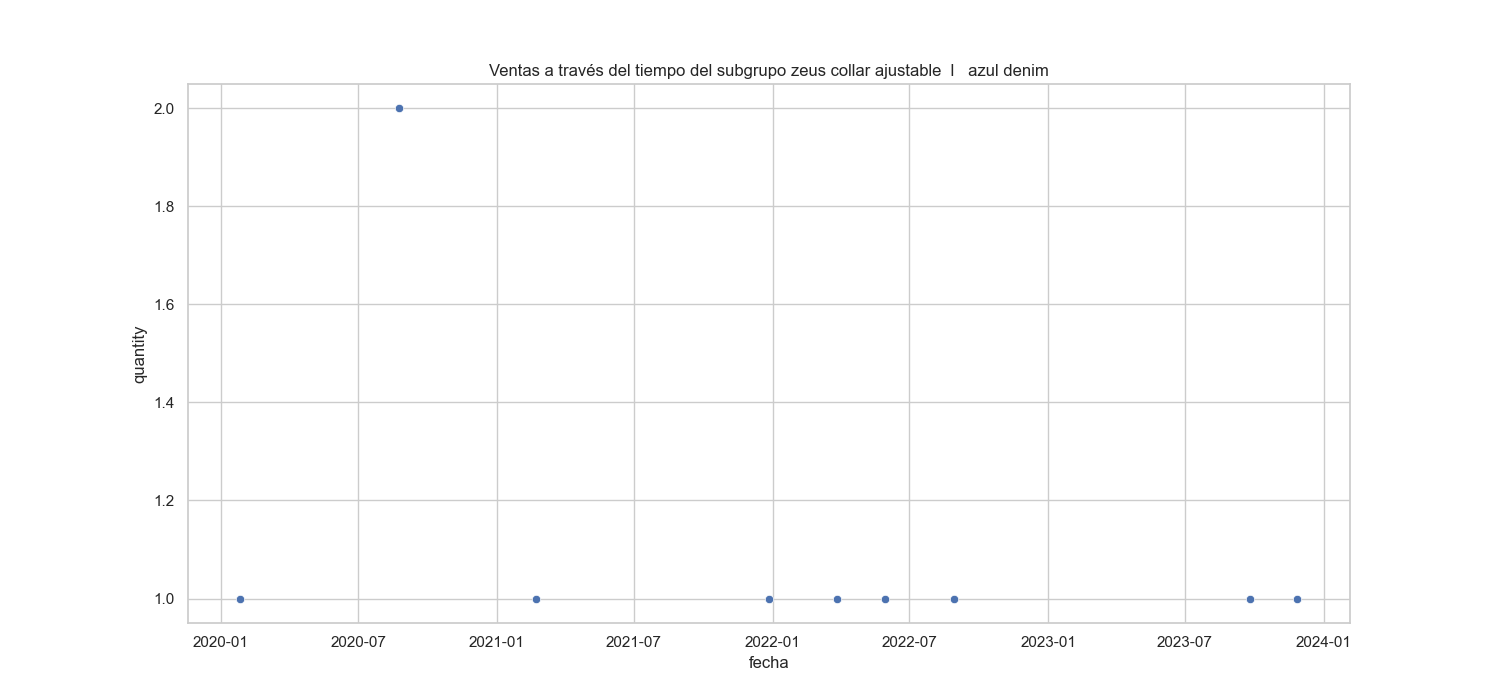 Ventas a través del tiempo del subgrupo zeus collar ajustable  l   azul denim
2.0
1.8
1.6
1.4
1.2
1.0
quantity
2020-01 2020-07 2021-01 2021-07 2022-01 2022-07 2023-01 2023-07 2024-01
fecha